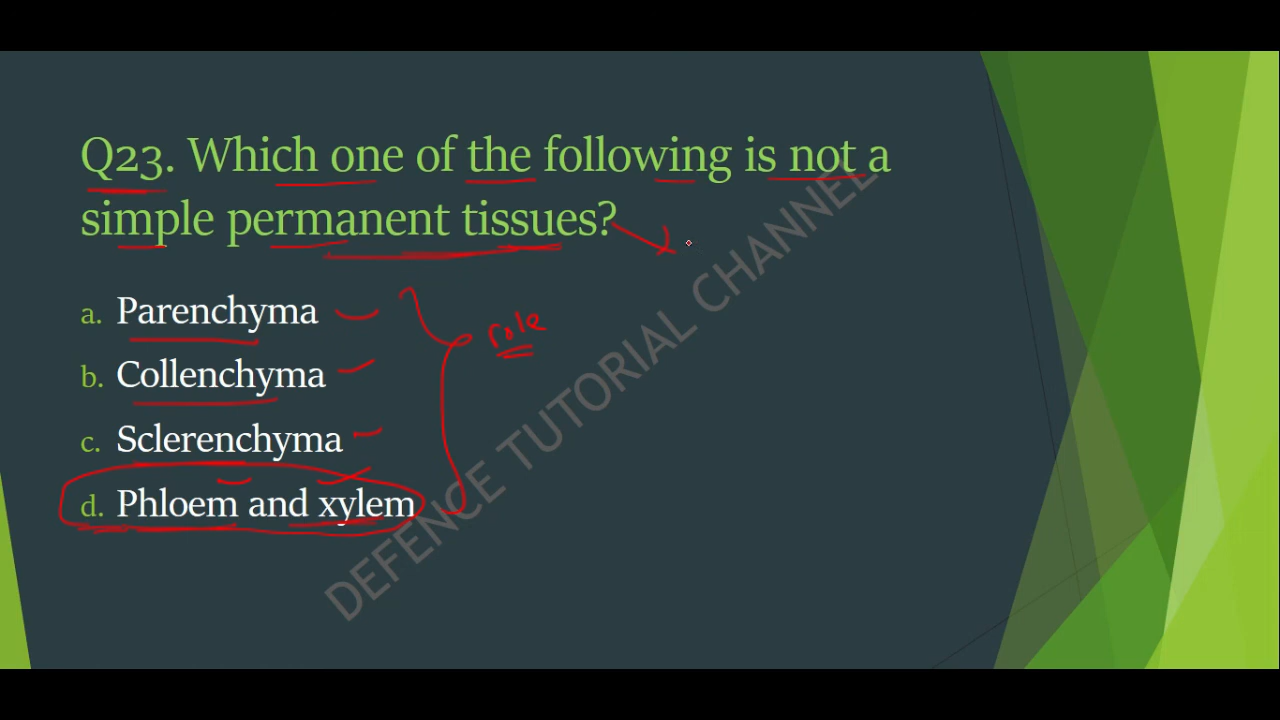 Q23. Which one of the following is not a
simple permanent tissues?
a. Parenchyma
b. Collenchyma
c. Sclerenchyma
d. Phloem and xylem
role
DEFENCE TUTORIAL CHANNEL